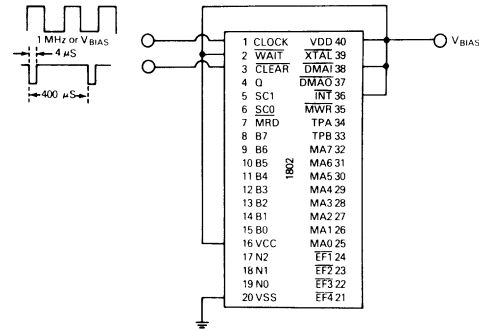 1 MHz or VBIAS
4 μS
400 μS
1 CLOCK VDD 40
2 WAIT XTAL 39
3 CLEAR DMAI 38
4 Q DMAO 37
5 SC1 INT 36
6 SC0 MWR 35
7 MRD TPA 34
8 B7 TPB 33
9 B6 MA7 32
10 B5 MA6 31
11 B4 MA5 30
12 B3 MA4 29
13 B2 MA3 28
14 B1 MA2 27
15 B0 MA1 26
16 VCC MA0 25
17 N2 EF1 24
18 N1 EF2 23
19 N0 EF3 22
20 VSS EF4 21
1802
VBIAS